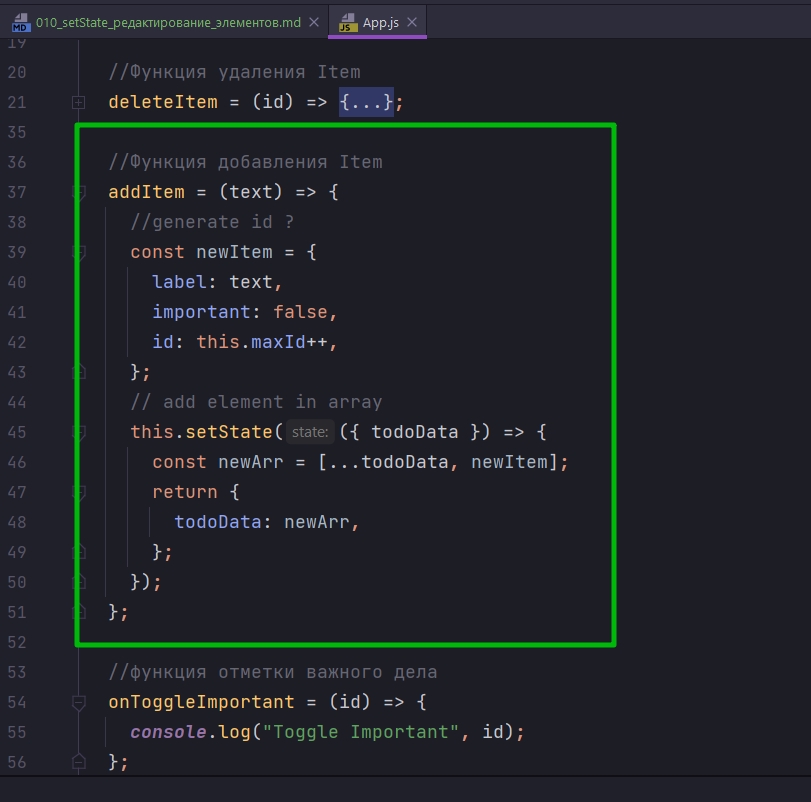 MD 010_setState_редактирование_элементов.md JS App.js
19
20 //Функция удаления Item
21 deleteItem = (id) => {...};
35
36 //Функция добавления Item
37 addItem = (text) => {
38 //generate id ?
39 const newItem = {
40 label: text,
41 important: false,
42 id: this.maxId++,
43 };
44 // add element in array
45 this.setState( state: ({ todoData }) => {
46 const newArr = [...todoData, newItem];
47 return {
48 todoData: newArr,
49 };
50 });
51 };
52
53 //функция отметки важного дела
54 onToggleImportant = (id) => {
55 console.log("Toggle Important", id);
56 };